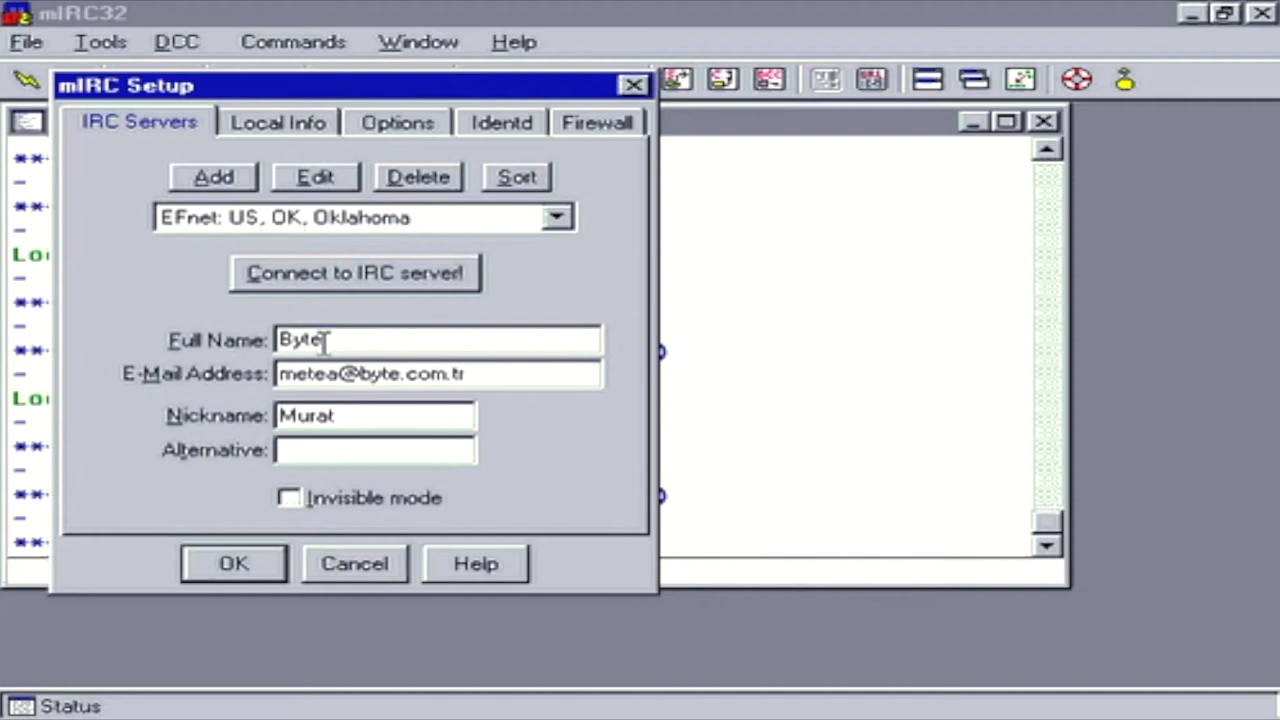 mIRC32
File Tools DCC Commands Window Help
mIRC Setup
IRC Servers Local Info Options Identd Firewall
Add Edit Delete Sort
EFnet: US, OK, Oklahoma
Connect to IRC server!
Full Name: Byte
E-Mail Address: metea@byte.com.tr
Nickname: Murat
Alternative:
Invisible mode
OK Cancel Help
Status